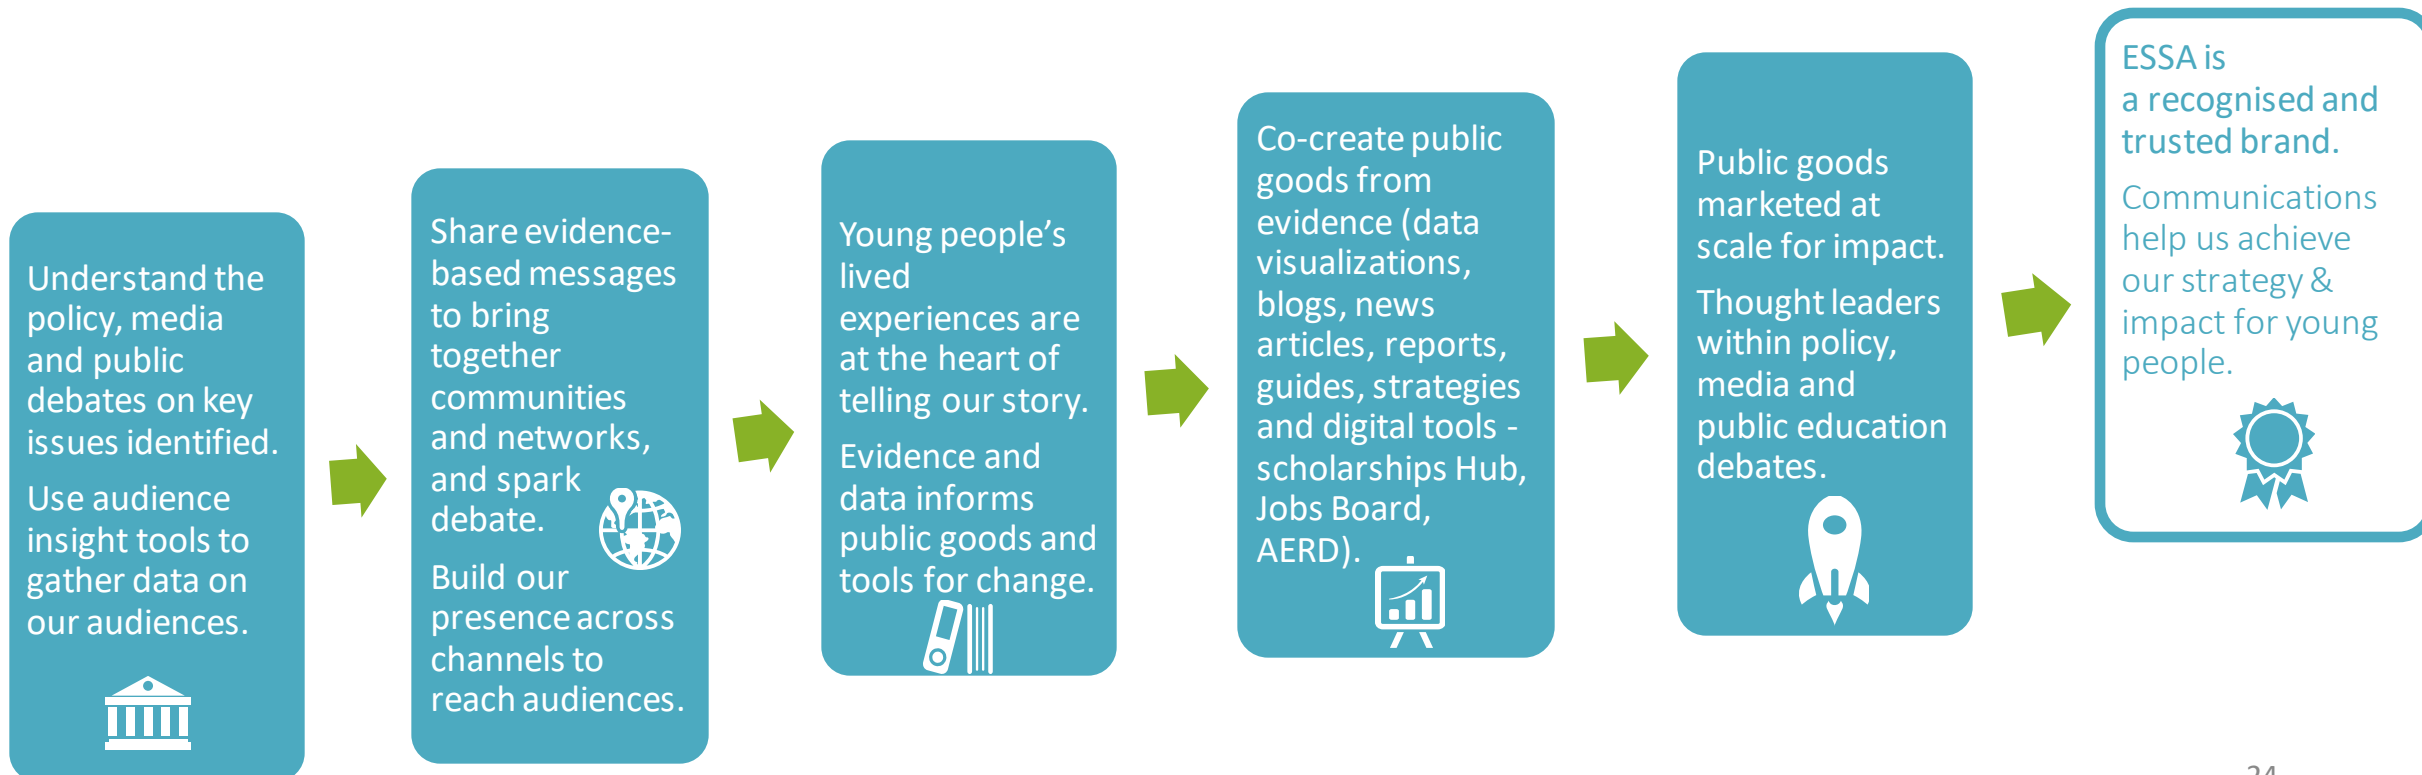 Understand the
policy, media
and public
debates on key
issues identified.
Use audience
insight tools to
gather data on
our audiences.
Share evidence-
based messages
to bring
together
communities
and networks,
and spark
debate.
Build our
presence across
channels to
reach audiences.
Young people’s
lived
experiences are
at the heart of
telling our story.
Evidence and
data informs
public goods and
tools for change.
Co-create public
goods from
evidence (data
visualizations,
blogs, news
articles, reports,
guides, strategies
and digital tools -
scholarships Hub,
Jobs Board,
AERD).
Public goods
marketed at
scale for impact.
Thought leaders
within policy,
media and
public education
debates.
ESSA is
a recognised and
trusted brand.
Communications
help us achieve
our strategy &
impact for young
people.